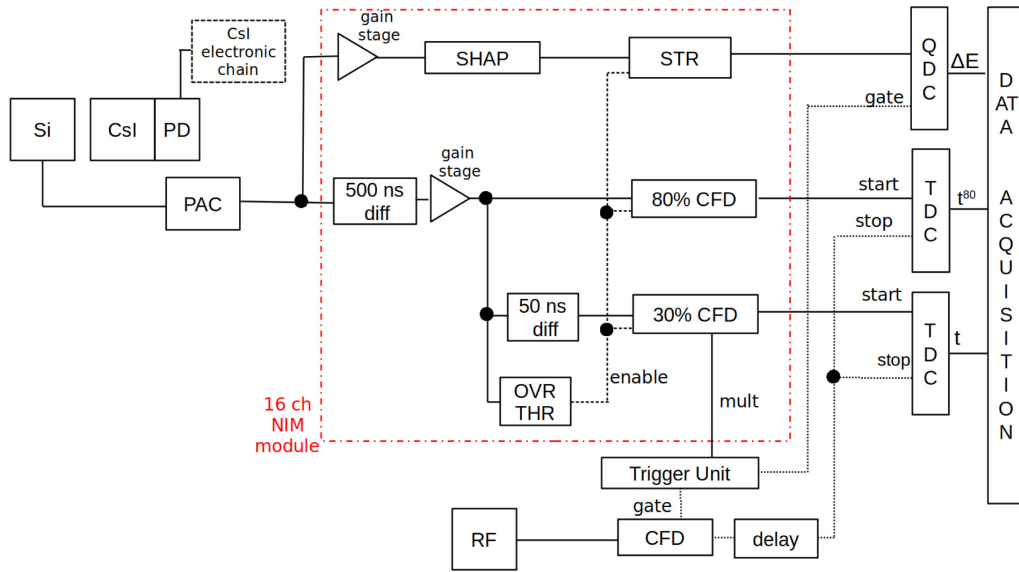 CsI
electronic
chain
gain
stage
SHAP
STR
Q
D
C
ΔE
gate
Si
CsI
PD
PAC
500 ns
diff
gain
stage
80% CFD
start
stop
T
D
C
t⁸⁰
50 ns
diff
30% CFD
start
stop
T
D
C
t
OVR
THR
enable
mult
16 ch
NIM
module
Trigger Unit
gate
RF
CFD
delay
D
AT
A
A
C
Q
U
I
S
I
T
I
O
N